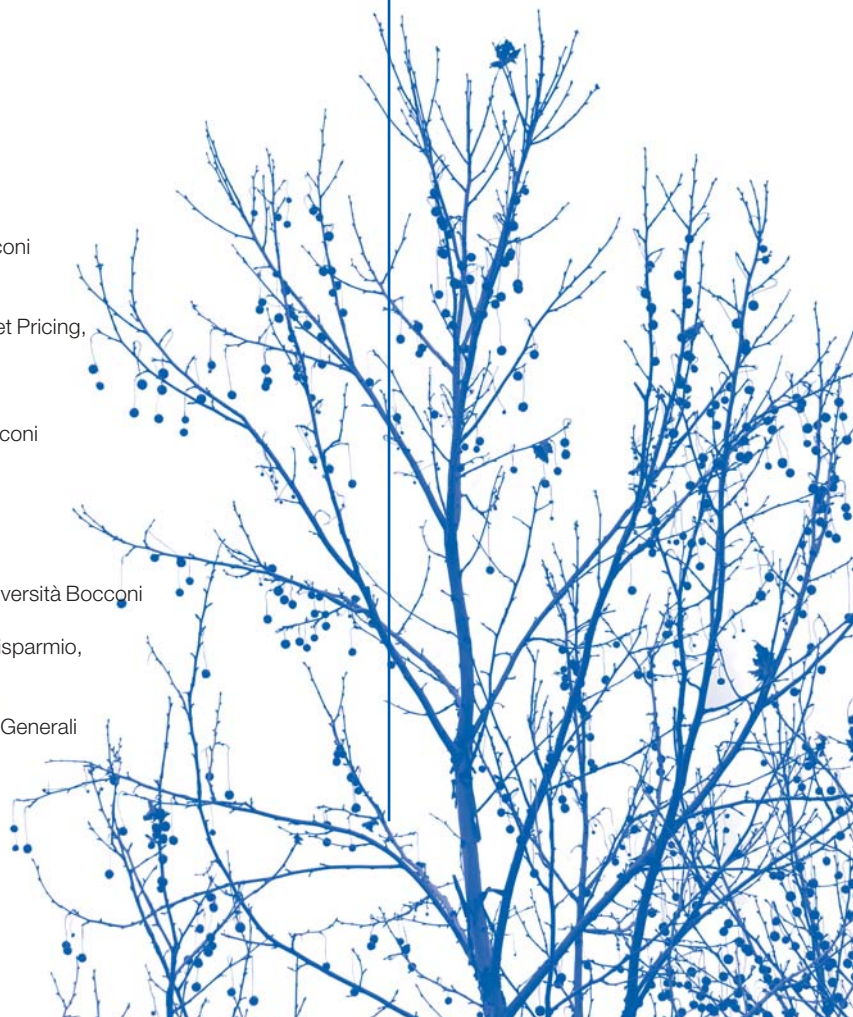 coni
et Pricing,
coni
versità Bocconi
isparmio,
Generali